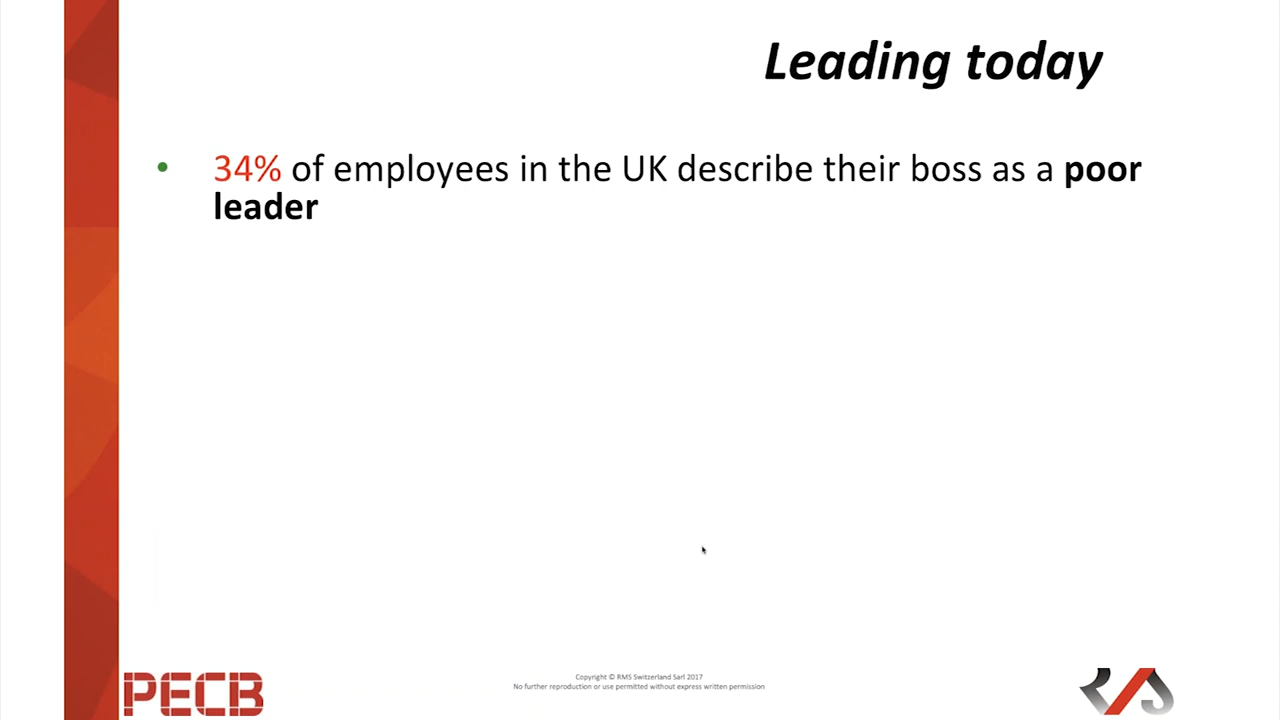 Leading today
• 34% of employees in the UK describe their boss as a poor
leader
PECB
Copyright © RMS Switzerland Sarl 2017
No further reproduction or use permitted without express written permission